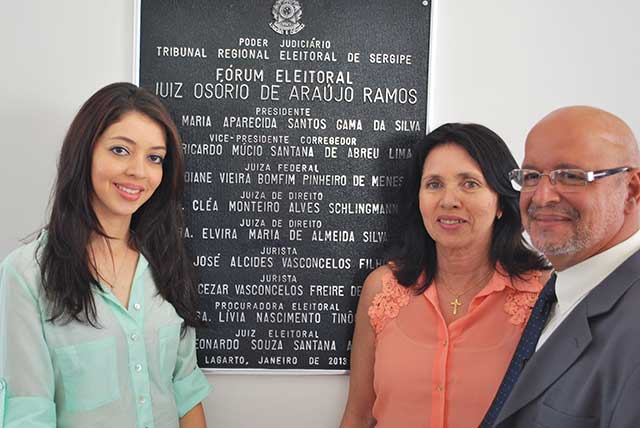 PODER JUDICIÁRIO
TRIBUNAL REGIONAL ELEITORAL DE SERGIPE
FÓRUM ELEITORAL
JUIZ OSÓRIO DE ARAÚJO RAMOS
PRESIDENTE
MARIA APARECIDA SANTOS GAMA DA SILVA
VICE-PRESIDENTE CORREGEDOR
RICARDO MÚCIO SANTANA DE ABREU LIMA
JUIZA FEDERAL
DIANE VIEIRA BOMFIM PINHEIRO DE MENES
JUIZA DE DIREITO
CLÉA MONTEIRO ALVES SCHLINGMANN
JUIZA DE DIREITO
ELVIRA MARIA DE ALMEIDA SILVA
JURISTA
JOSÉ ALCIDES VASCONCELOS FILH
JURISTA
CEZAR VASCONCELOS FREIRE DE
PROCURADORA ELEITORAL
LÍVIA NASCIMENTO TINÔ
JUIZ ELEITORAL
LEONARDO SOUZA SANTANA A
LAGARTO, JANEIRO DE 2013